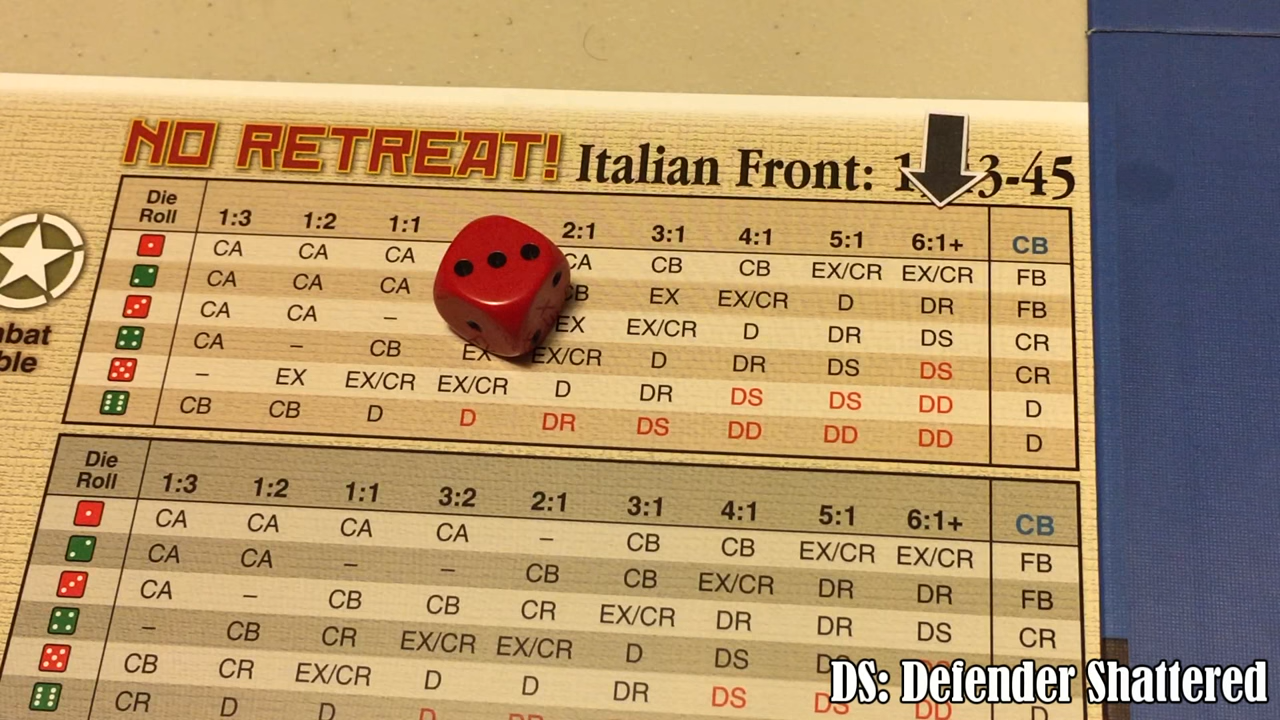 NO RETREAT! Italian Front: 3-45
Die Roll 1:3 1:2 1:1 2:1 3:1 4:1 5:1 6:1+ CB
CA CA CA CA CB CB EX/CR EX/CR FB
CA CA CA CB EX EX/CR D DR FB
CA CA – EX EX/CR D DR DS CR
CA – CB EX EX/CR D DR DS DS CR
– EX EX/CR EX/CR D DR DS DS DD D
CB CB D D DR DS DD DD DD D
Die Roll 1:3 1:2 1:1 3:2 2:1 3:1 4:1 5:1 6:1+ CB
CA CA CA CA – CB CB EX/CR EX/CR FB
CA CA – – CB CB EX/CR DR DR FB
CA – CB CB CR EX/CR DR DR DS CR
– CB CR EX/CR EX/CR D DS
CB CR EX/CR D D DR DS DS DD
CR D D D
DS: Defender Shattered